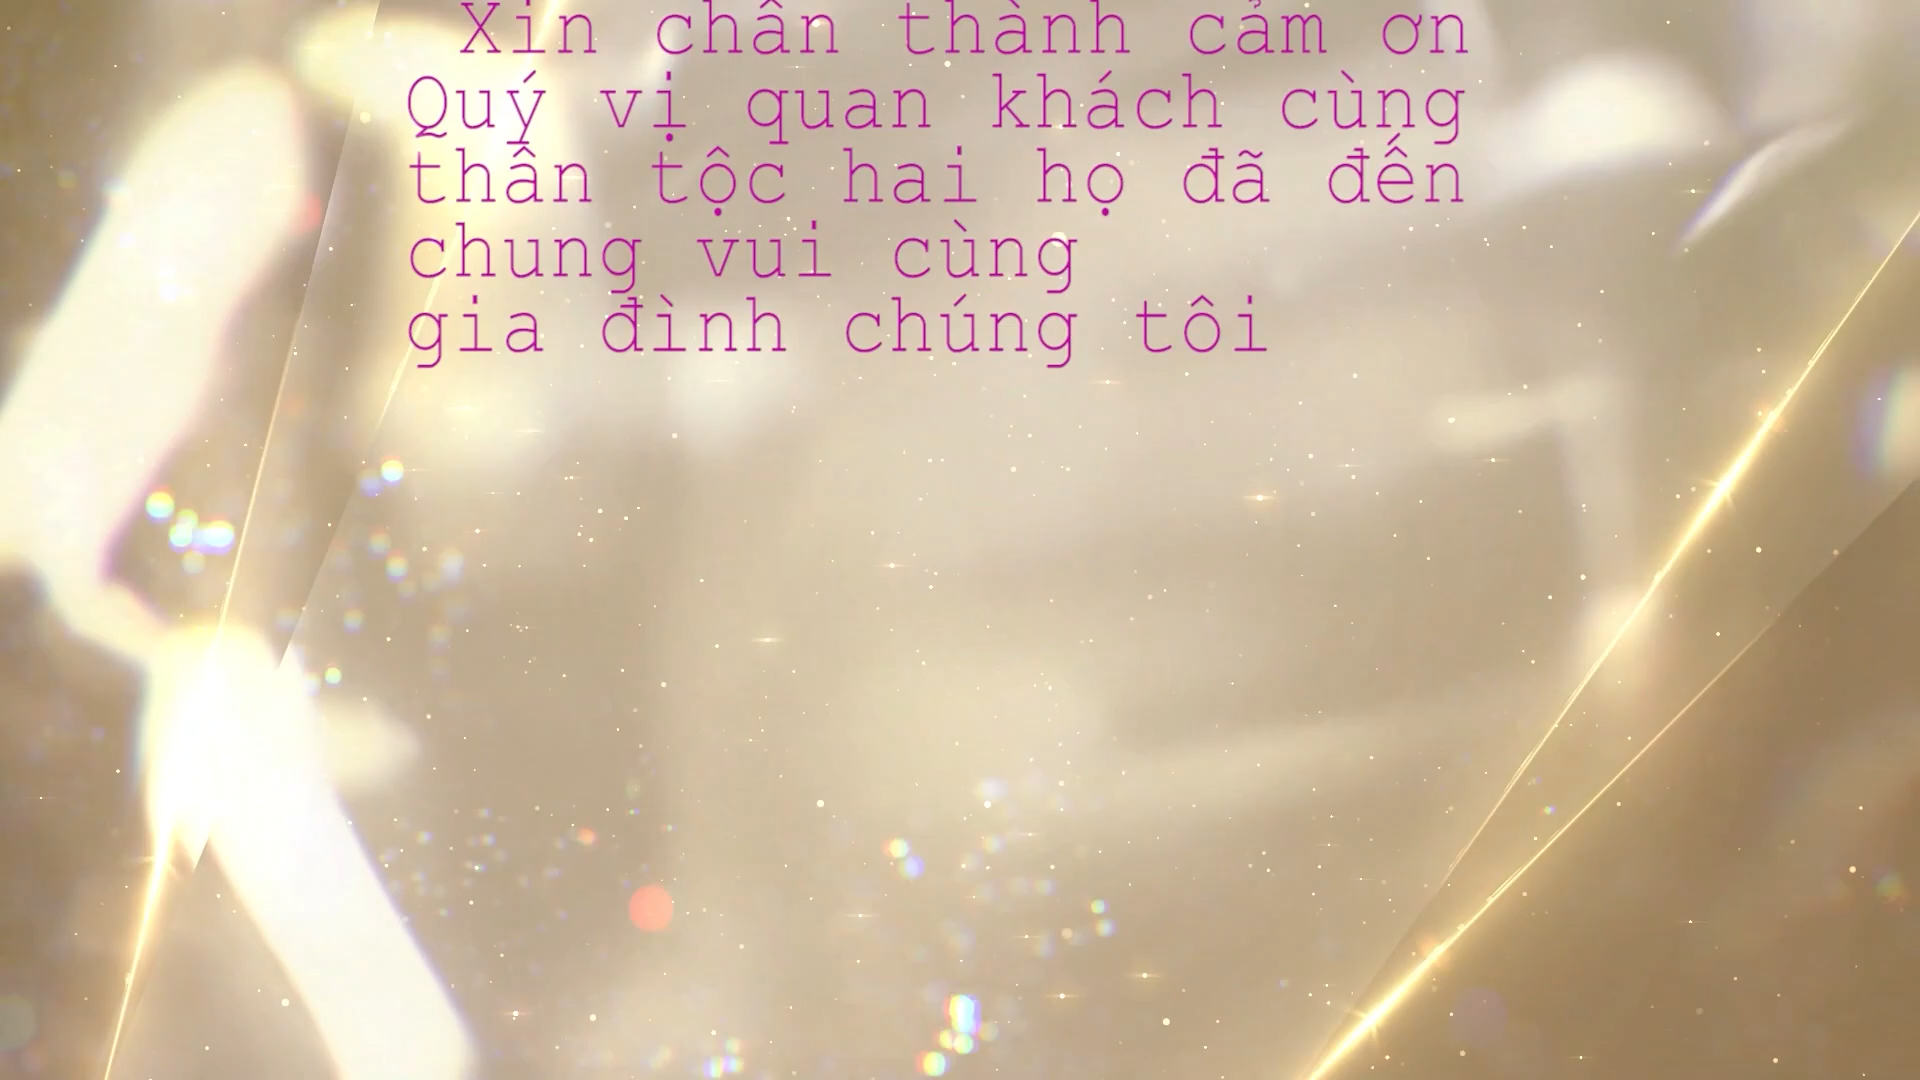 Xin chân thành cảm ơn
Quý vị quan khách cùng
thân tộc hai họ đã đến
chung vui cùng
gia đình chúng tôi